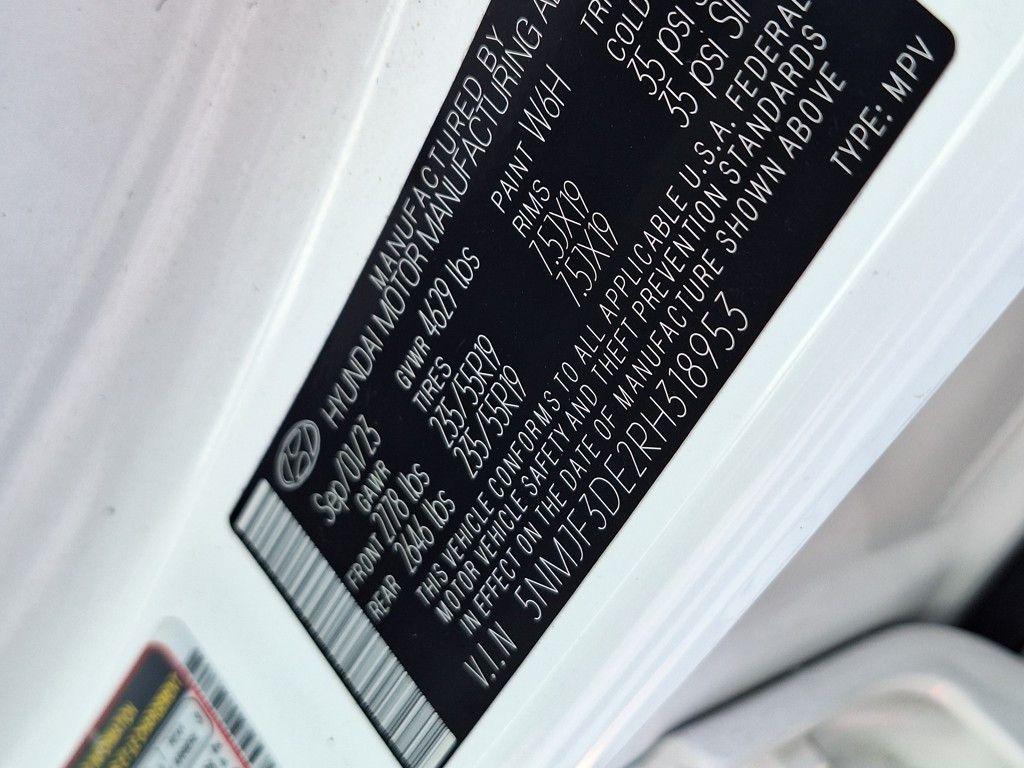 MANUFACTURED BY
HYUNDAI MOTOR MANUFACTURING
Sep/01/23 GVWR 4629 lbs PAINT W6H
GAWR TIRES RIMS COLD
FRONT 2778 lbs 235/55R19 7.5JX19 35 psi
REAR 2646 lbs 235/55R19 7.5JX19 35 psi
THIS VEHICLE CONFORMS TO ALL APPLICABLE U.S.A. FEDERAL
MOTOR VEHICLE SAFETY AND THEFT PREVENTION STANDARDS
IN EFFECT ON THE DATE OF MANUFACTURE SHOWN ABOVE
V.I.N 5NMJF3DE2RH318953 TYPE: MPV